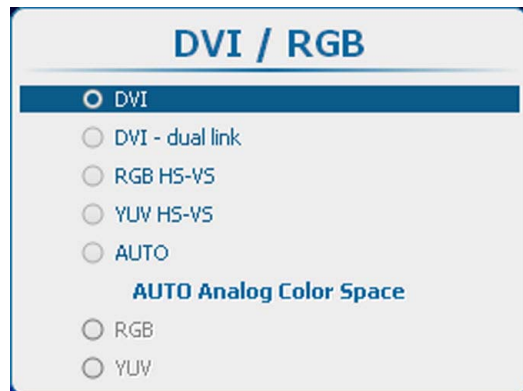 DVI / RGB
DVI
DVI - dual link
RGB HS-VS
YUV HS-VS
AUTO
AUTO Analog Color Space
RGB
YUV